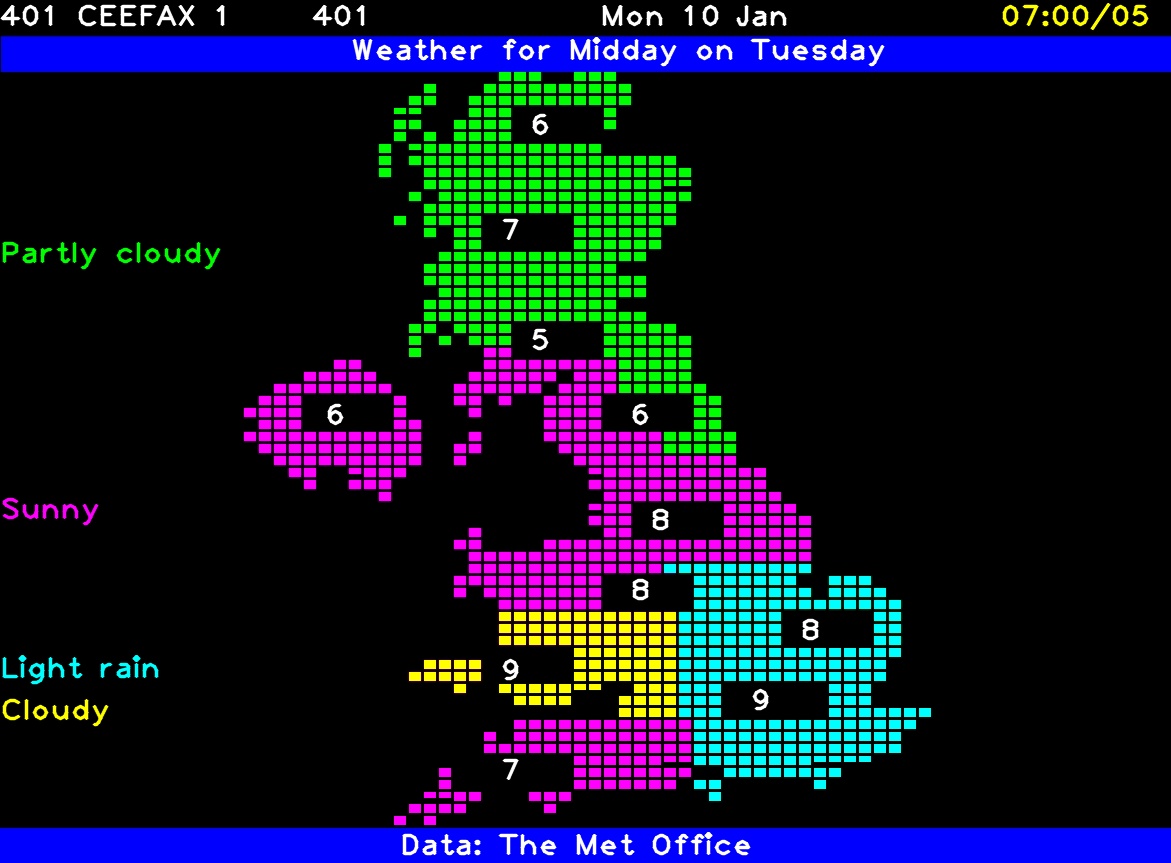 401 CEEFAX 1 401 Mon 10 Jan 07:00/05
Weather for Midday on Tuesday
6
7
Partly cloudy
5
6 6
Sunny
8
8
8
Light rain
9
9
Cloudy
7
Data: The Met Office